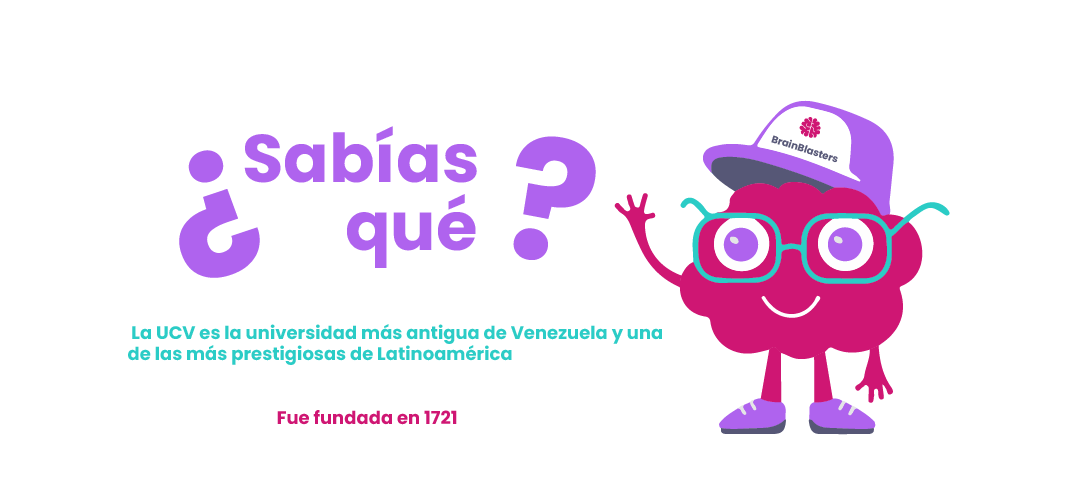 ¿Sabías
qué?
BrainBlasters
La UCV es la universidad más antigua de Venezuela y una
de las más prestigiosas de Latinoamérica
Fue fundada en 1721